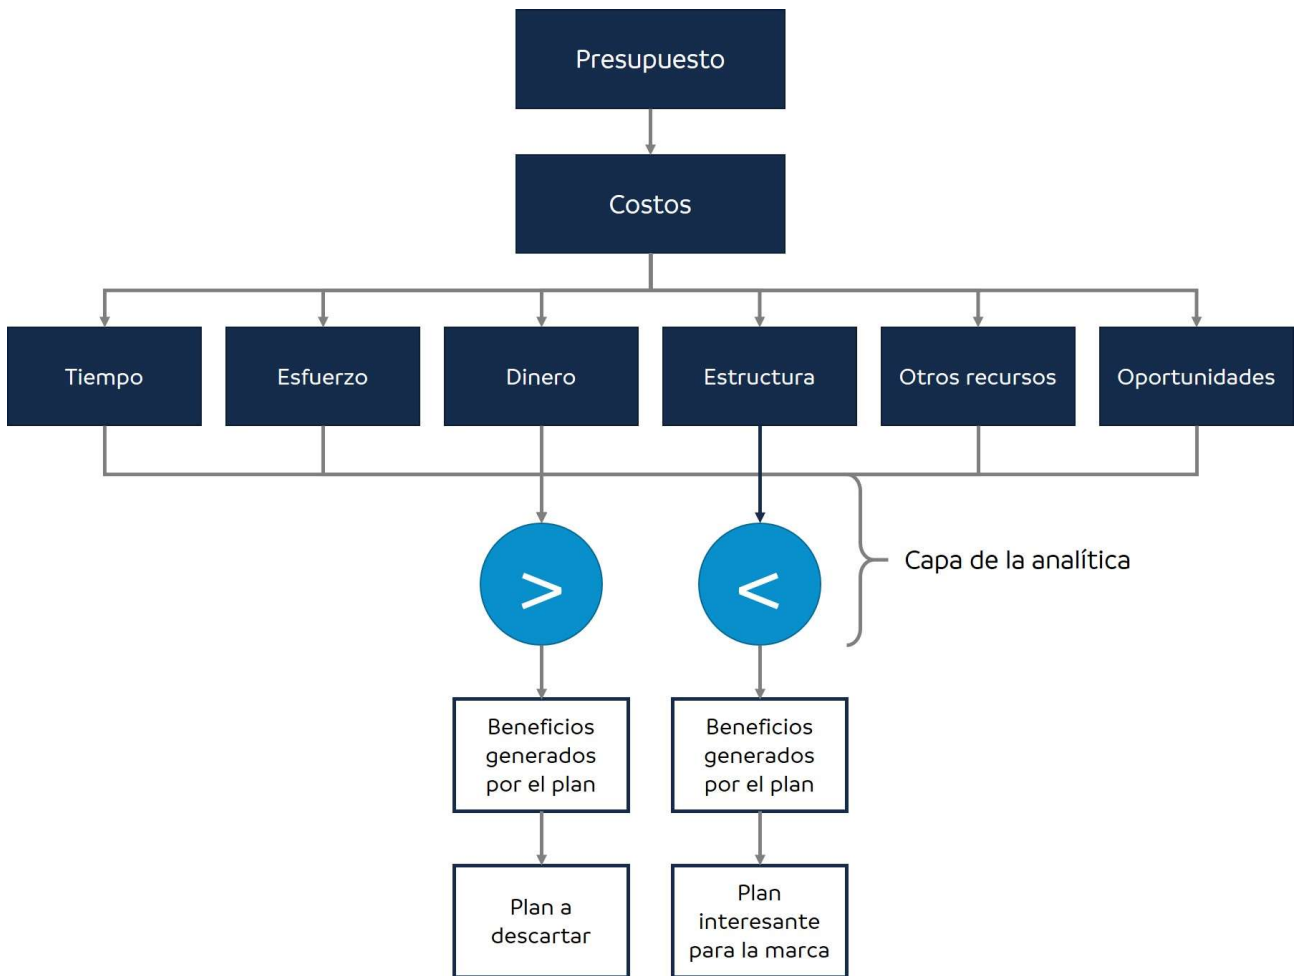 Presupuesto
Costos
Tiempo
Esfuerzo
Dinero
Estructura
Otros recursos
Oportunidades
>
<
Capa de la analítica
Beneficios
generados
por el plan
Beneficios
generados
por el plan
Plan a
descartar
Plan
interesante
para la marca